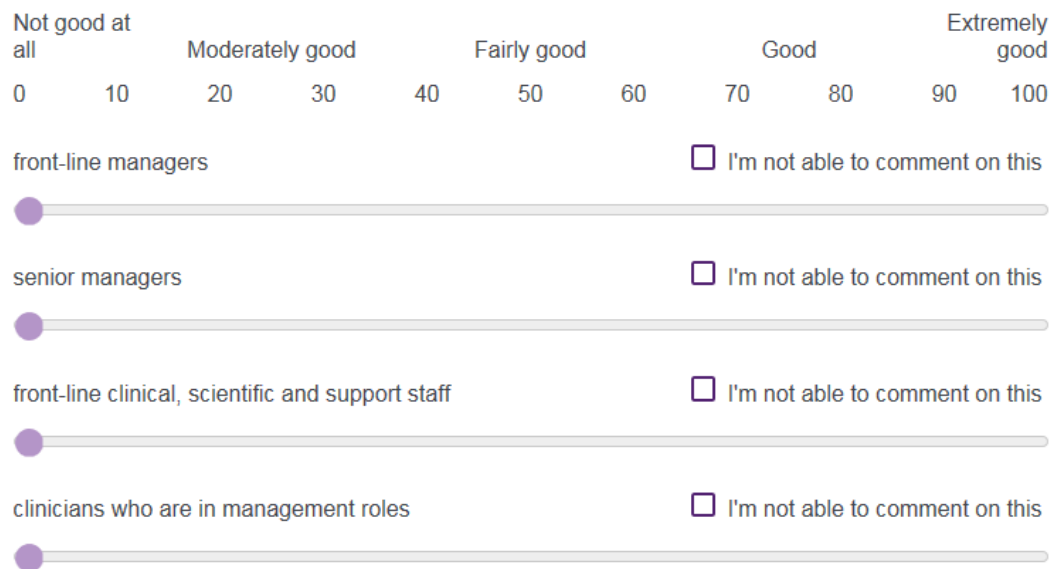 Not good at all Moderately good Fairly good Good Extremely good
0 10 20 30 40 50 60 70 80 90 100
front-line managers I'm not able to comment on this
senior managers I'm not able to comment on this
front-line clinical, scientific and support staff I'm not able to comment on this
clinicians who are in management roles I'm not able to comment on this